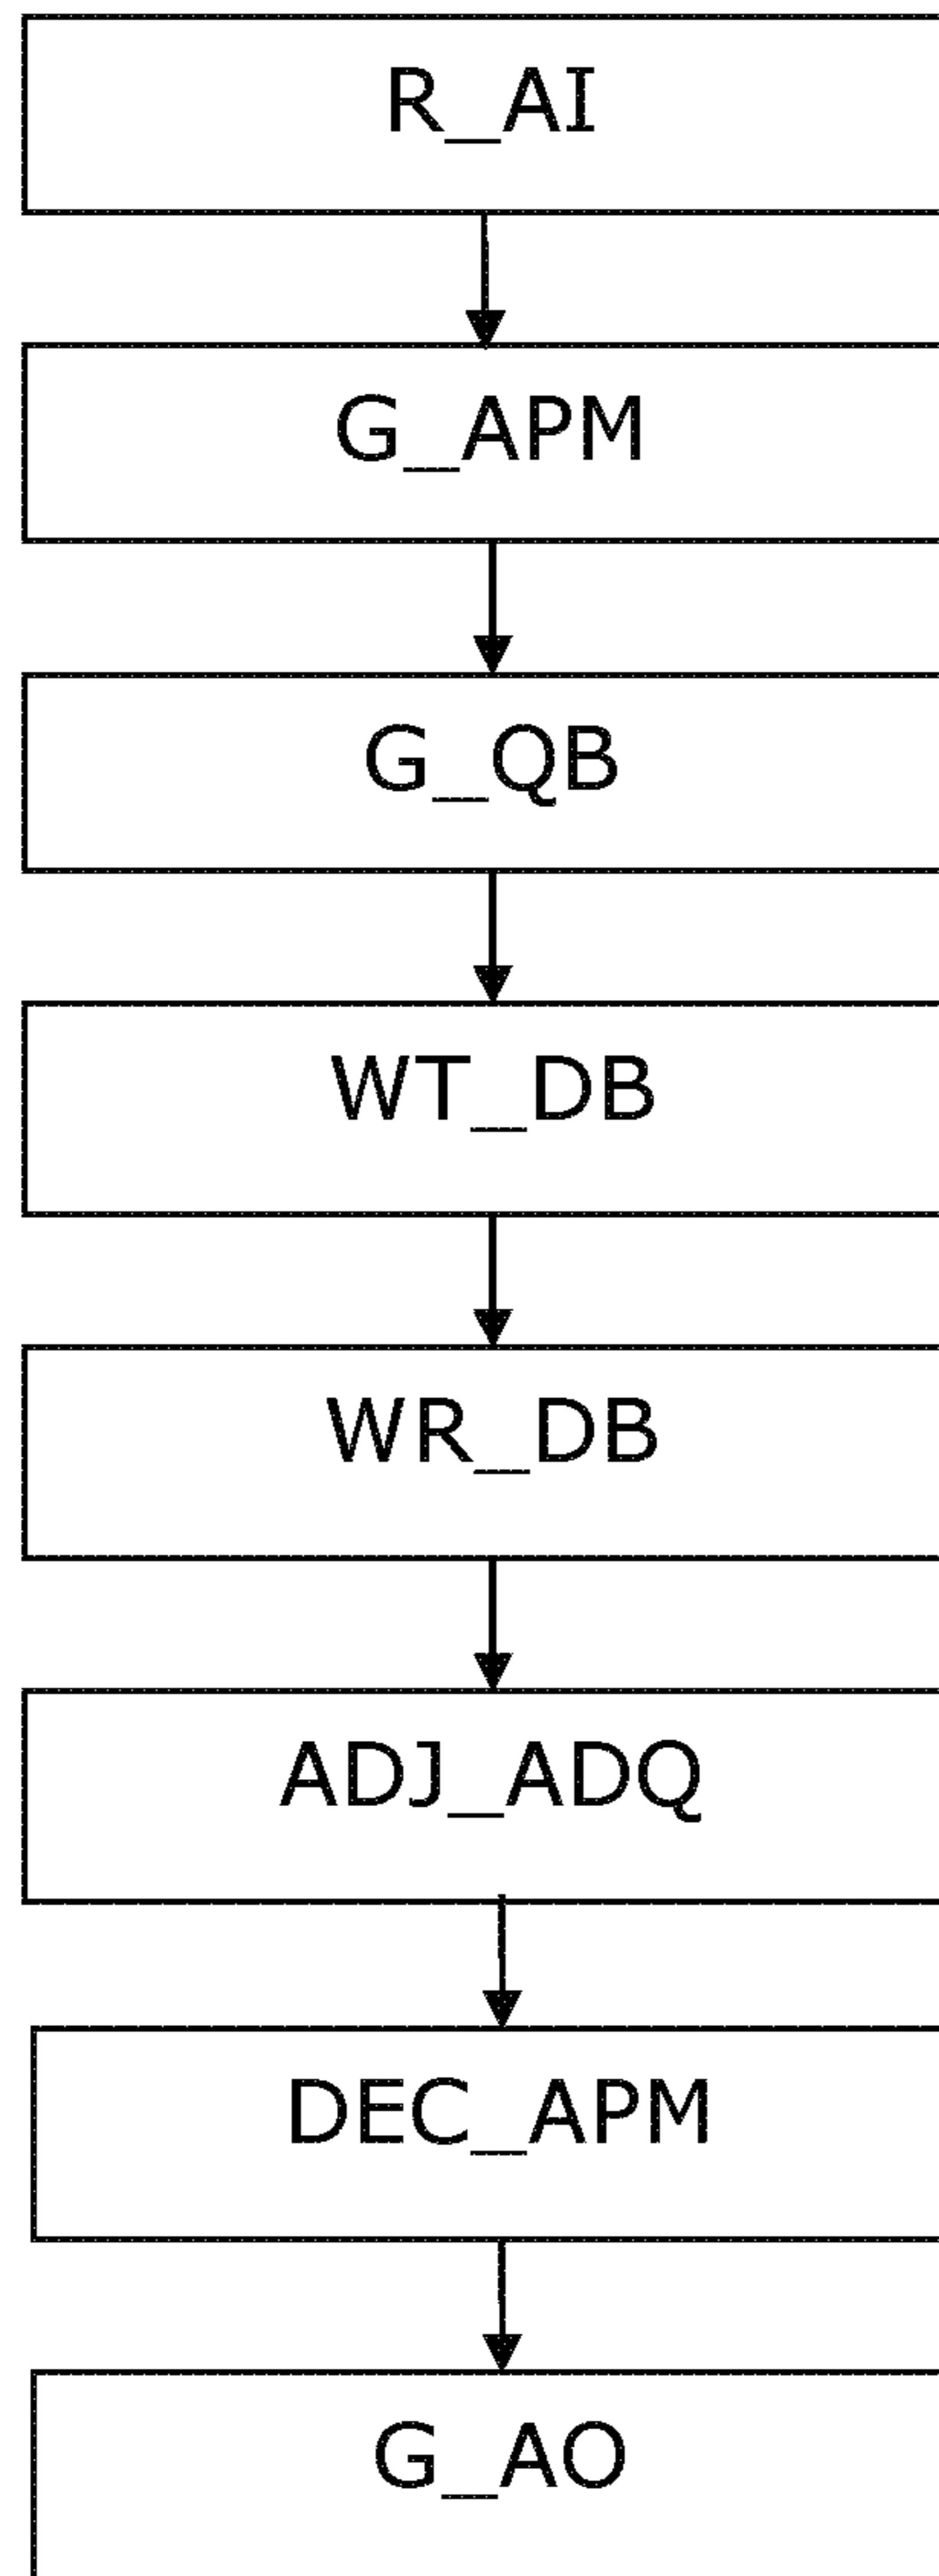 R_AI
G_APM
G_QB
WT_DB
WR_DB
ADJ_ADQ
DEC_APM
G_AO